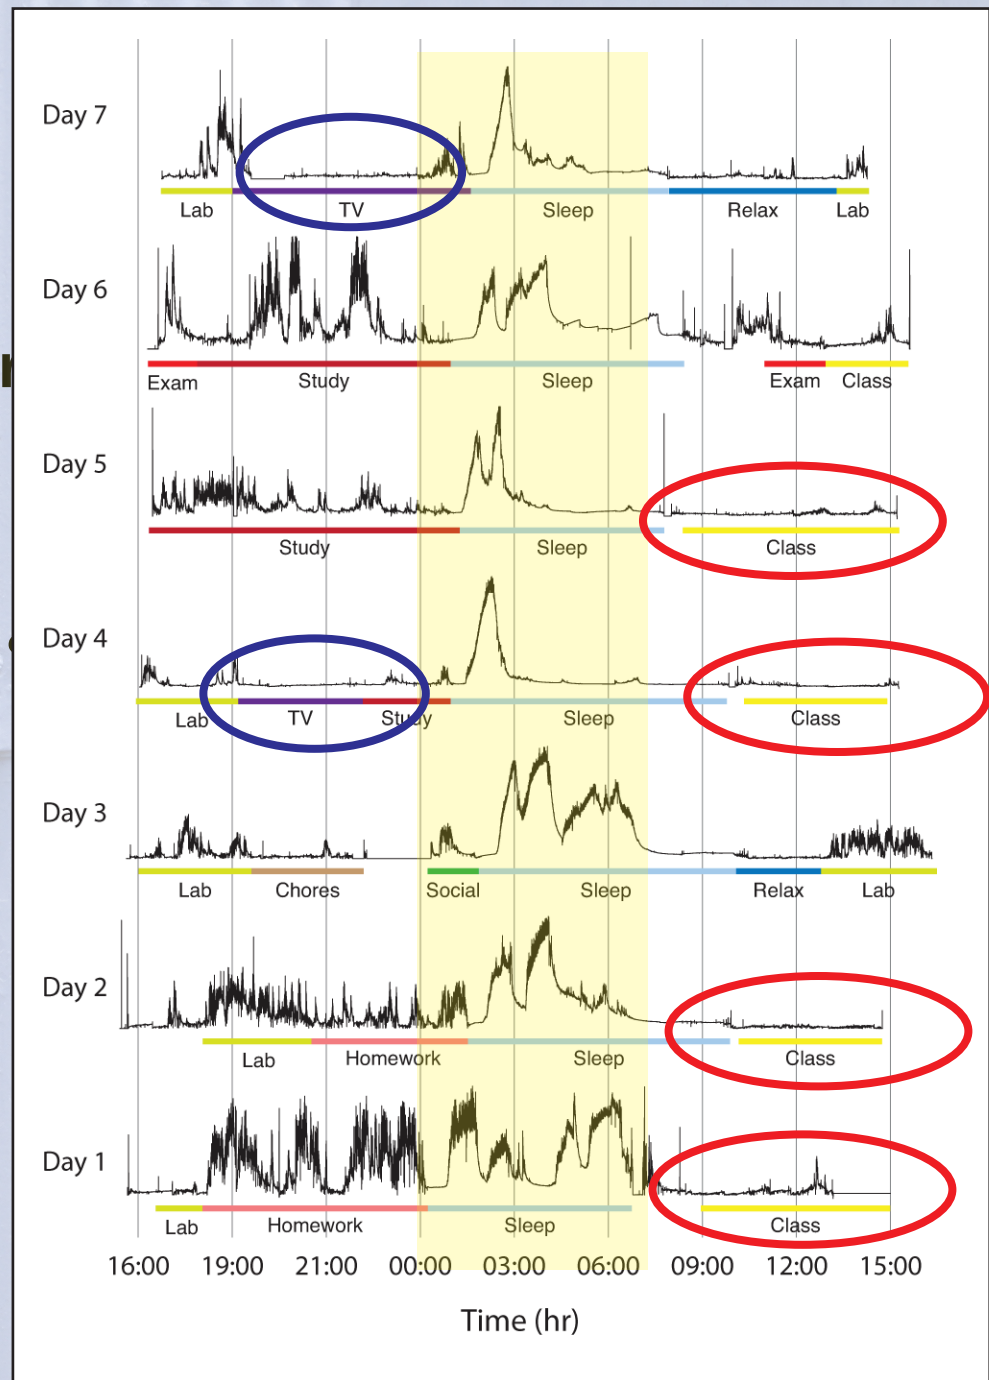 Day 7
Lab TV Sleep Relax Lab
Day 6
Exam Study Sleep Exam Class
Day 5
Study Sleep Class
Day 4
Lab TV Study Sleep Class
Day 3
Lab Chores Social Sleep Relax Lab
Day 2
Lab Homework Sleep Class
Day 1
Lab Homework Sleep Class
16:00 19:00 21:00 00:00 03:00 06:00 09:00 12:00 15:00
Time (hr)